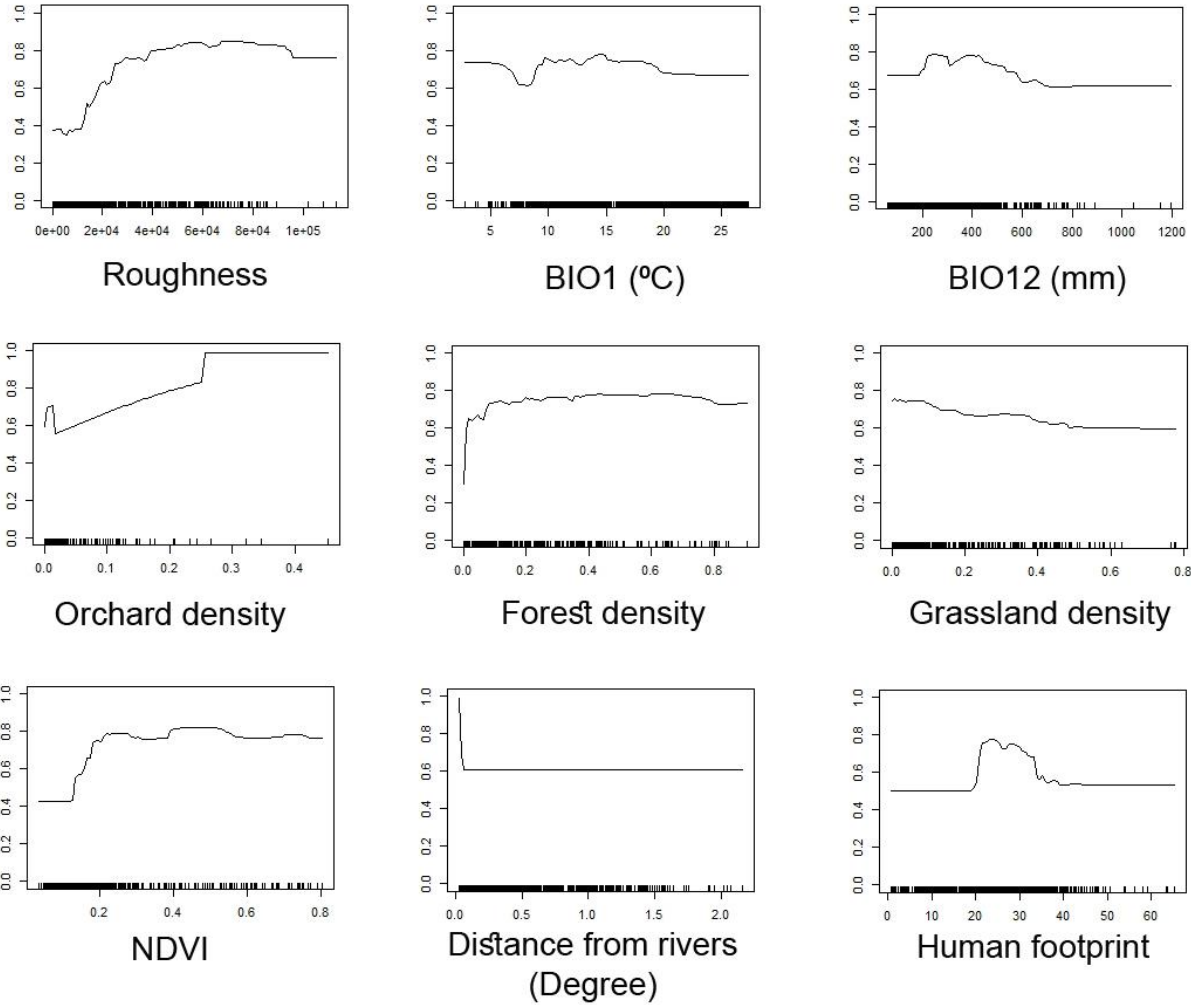 0.0 0.2 0.4 0.6 0.8 1.0
0e+00 2e+04 4e+04 6e+04 8e+04 1e+05
Roughness
0.0 0.2 0.4 0.6 0.8 1.0
5 10 15 20 25
BIO1 (ºC)
0.0 0.2 0.4 0.6 0.8 1.0
200 400 600 800 1000 1200
BIO12 (mm)
0.0 0.2 0.4 0.6 0.8 1.0
0.0 0.1 0.2 0.3 0.4
Orchard density
0.0 0.2 0.4 0.6 0.8 1.0
0.0 0.2 0.4 0.6 0.8
Forest density
0.0 0.2 0.4 0.6 0.8 1.0
0.0 0.2 0.4 0.6 0.8
Grassland density
0.0 0.2 0.4 0.6 0.8 1.0
0.2 0.4 0.6 0.8
NDVI
0.0 0.2 0.4 0.6 0.8 1.0
0.0 0.5 1.0 1.5 2.0
Distance from rivers
(Degree)
0.0 0.2 0.4 0.6 0.8 1.0
0 10 20 30 40 50 60
Human footprint